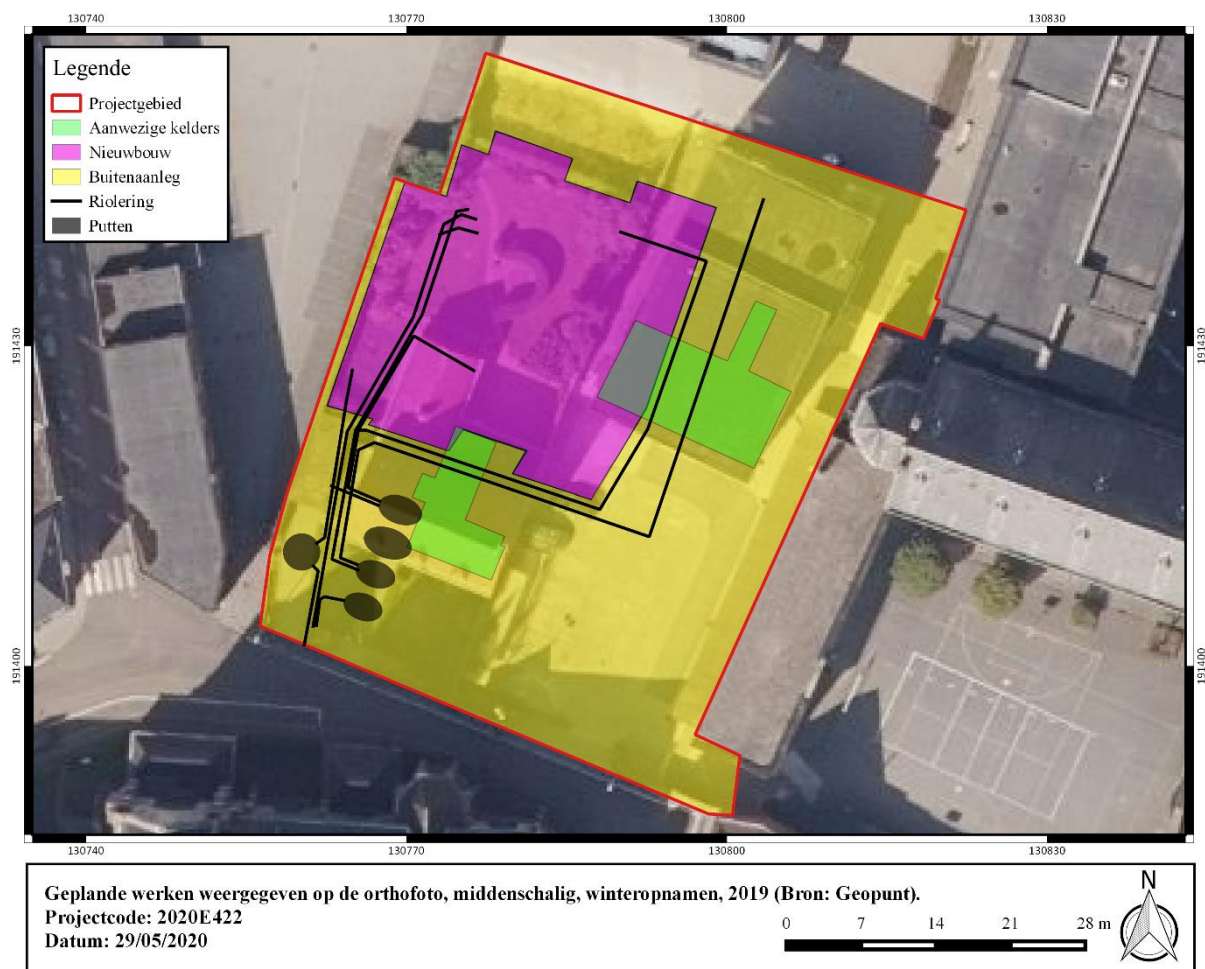 130740 130770 130800 130830
Legende
Projectgebied
Aanwezige kelders
Nieuwbouw
Buitenaanleg
Riolering
Putten
191430 191430
191400 191400
130740 130770 130800 130830
Geplande werken weergegeven op de orthofoto, middenschalig, winteropnamen, 2019 (Bron: Geopunt).
Projectcode: 2020E422
Datum: 29/05/2020
0 7 14 21 28 m
N